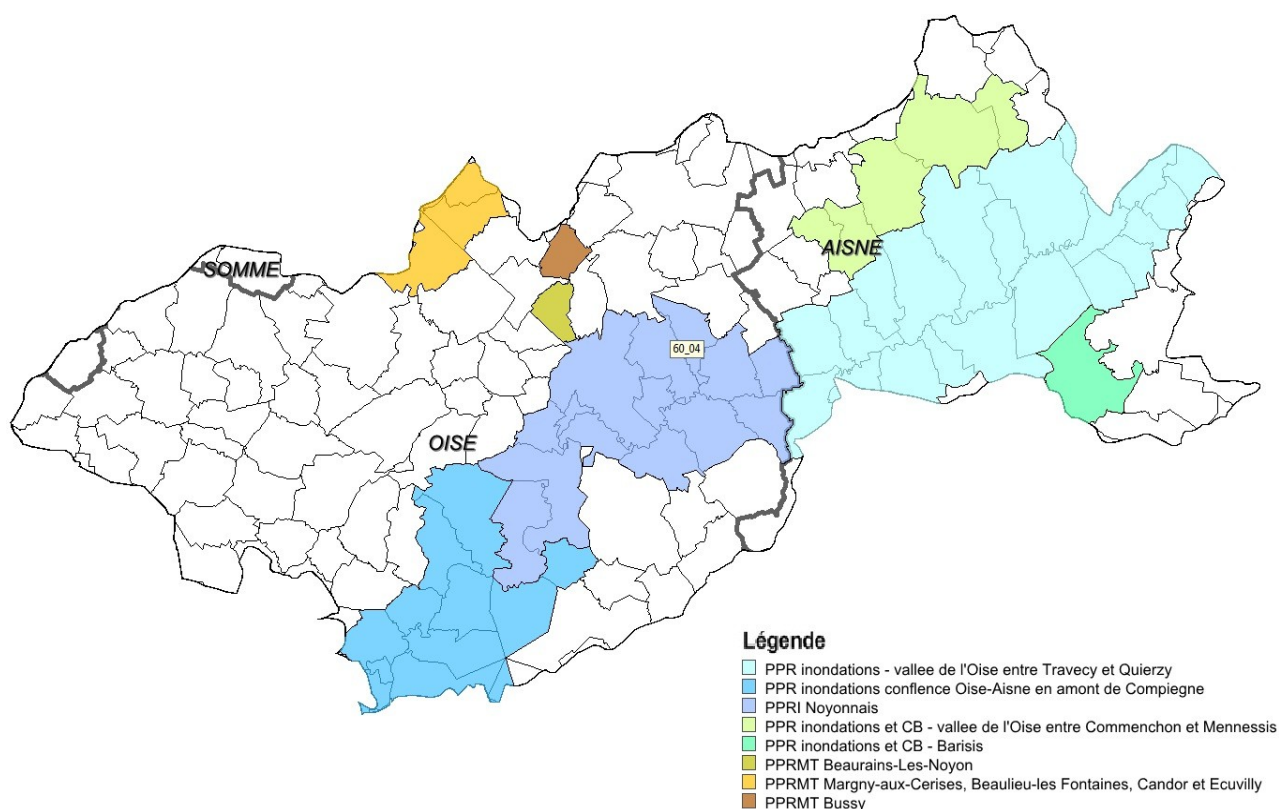 SOMME
AISNE
60_04
OISE
Légende
PPR inondations - vallee de l'Oise entre Travecy et Quierzy
PPR inondations conflence Oise-Aisne en amont de Compiegne
PPRI Noyonnais
PPR inondations et CB - vallee de l'Oise entre Commenchon et Mennessis
PPR inondations et CB - Barisis
PPRMT Beaurains-Les-Noyon
PPRMT Margny-aux-Cerises, Beaulieu-les Fontaines, Candor et Ecuvilly
PPRMT Bussy